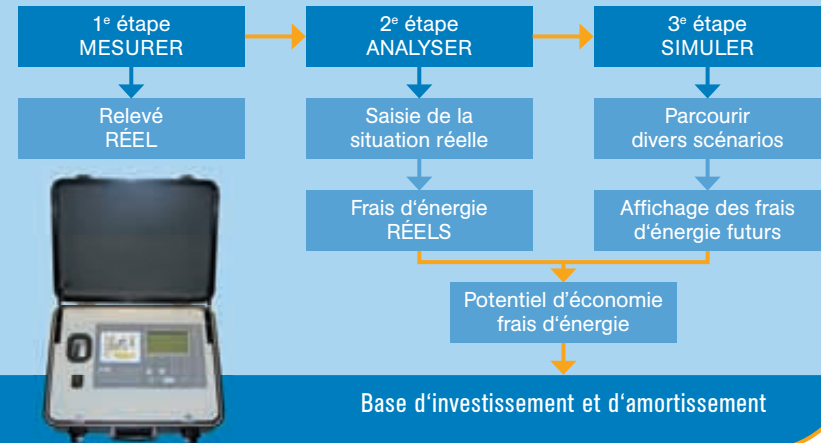 1e étape
MESURER
2e étape
ANALYSER
3e étape
SIMULER
Relevé
RÉEL
Saisie de la
situation réelle
Parcourir
divers scénarios
Frais d‘énergie
RÉELS
Affichage des frais
d‘énergie futurs
Potentiel d’économie
frais d‘énergie
Base d‘investissement et d‘amortissement